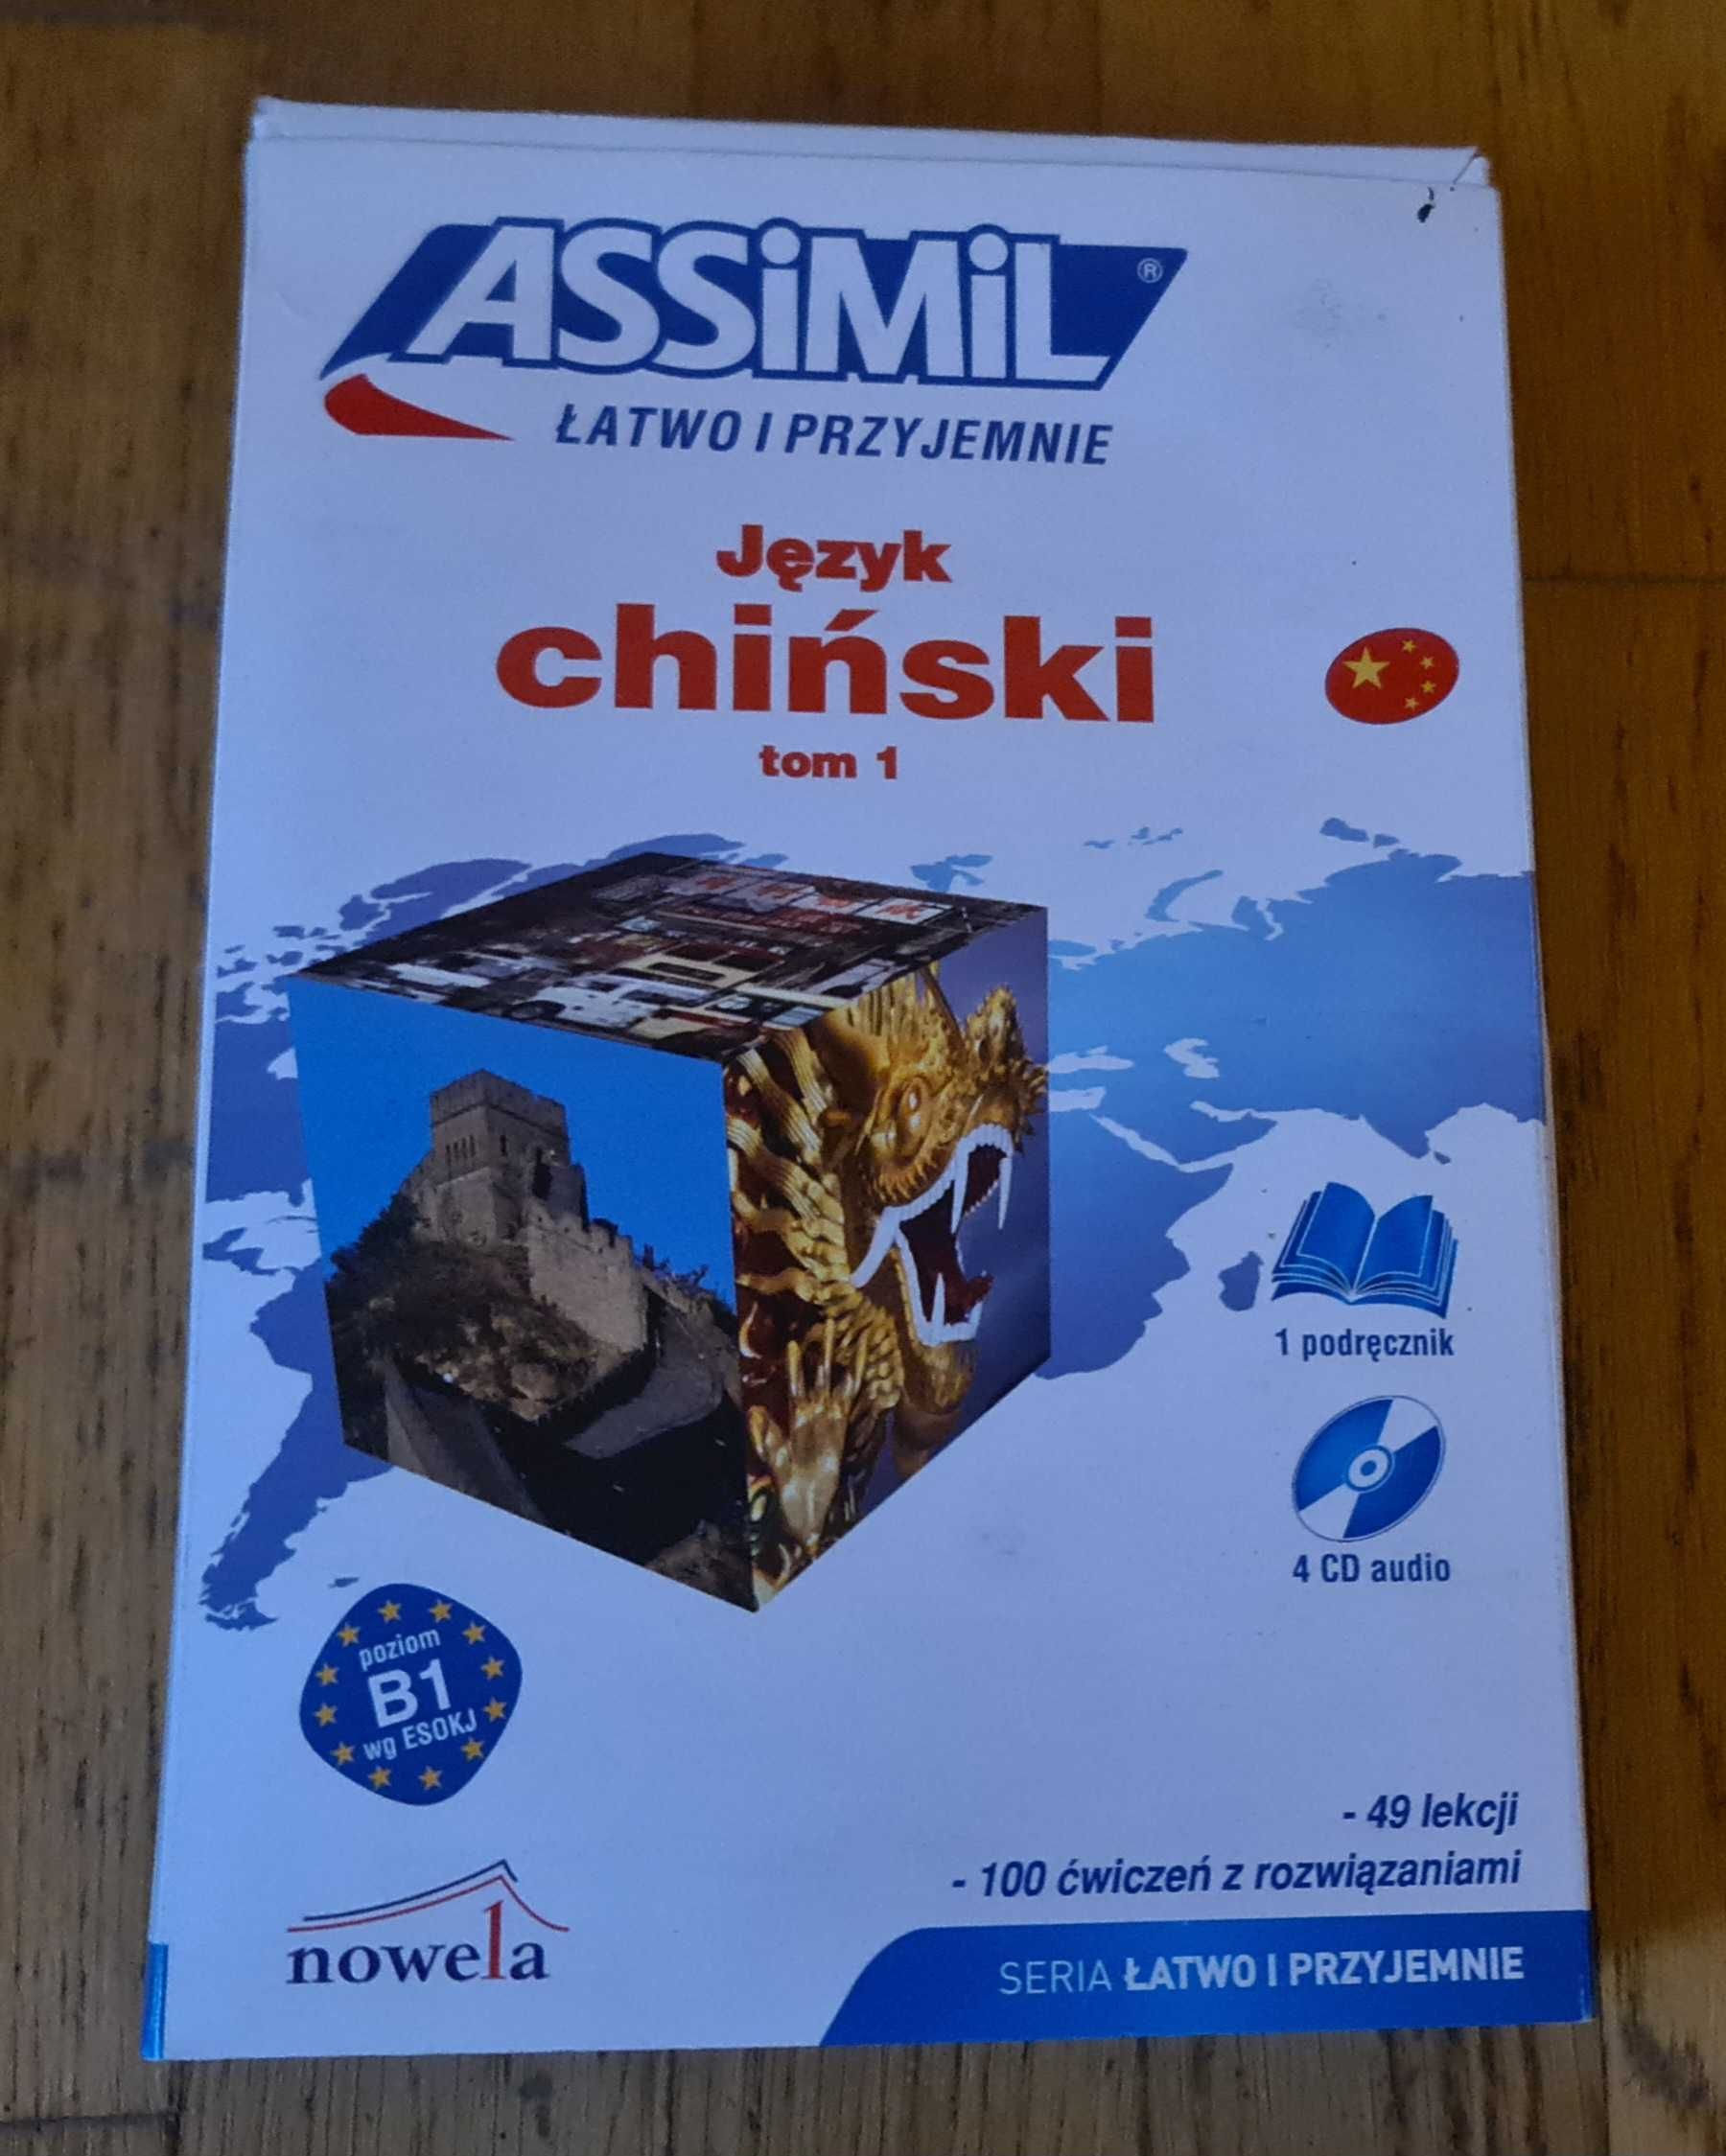 ASSiMiL®
ŁATWO I PRZYJEMNIE
Język
chiński
tom 1
1 podręcznik
4 CD audio
poziom
B1
wg ESOKJ
- 49 lekcji
- 100 ćwiczeń z rozwiązaniami
nowela
SERIA ŁATWO I PRZYJEMNIE